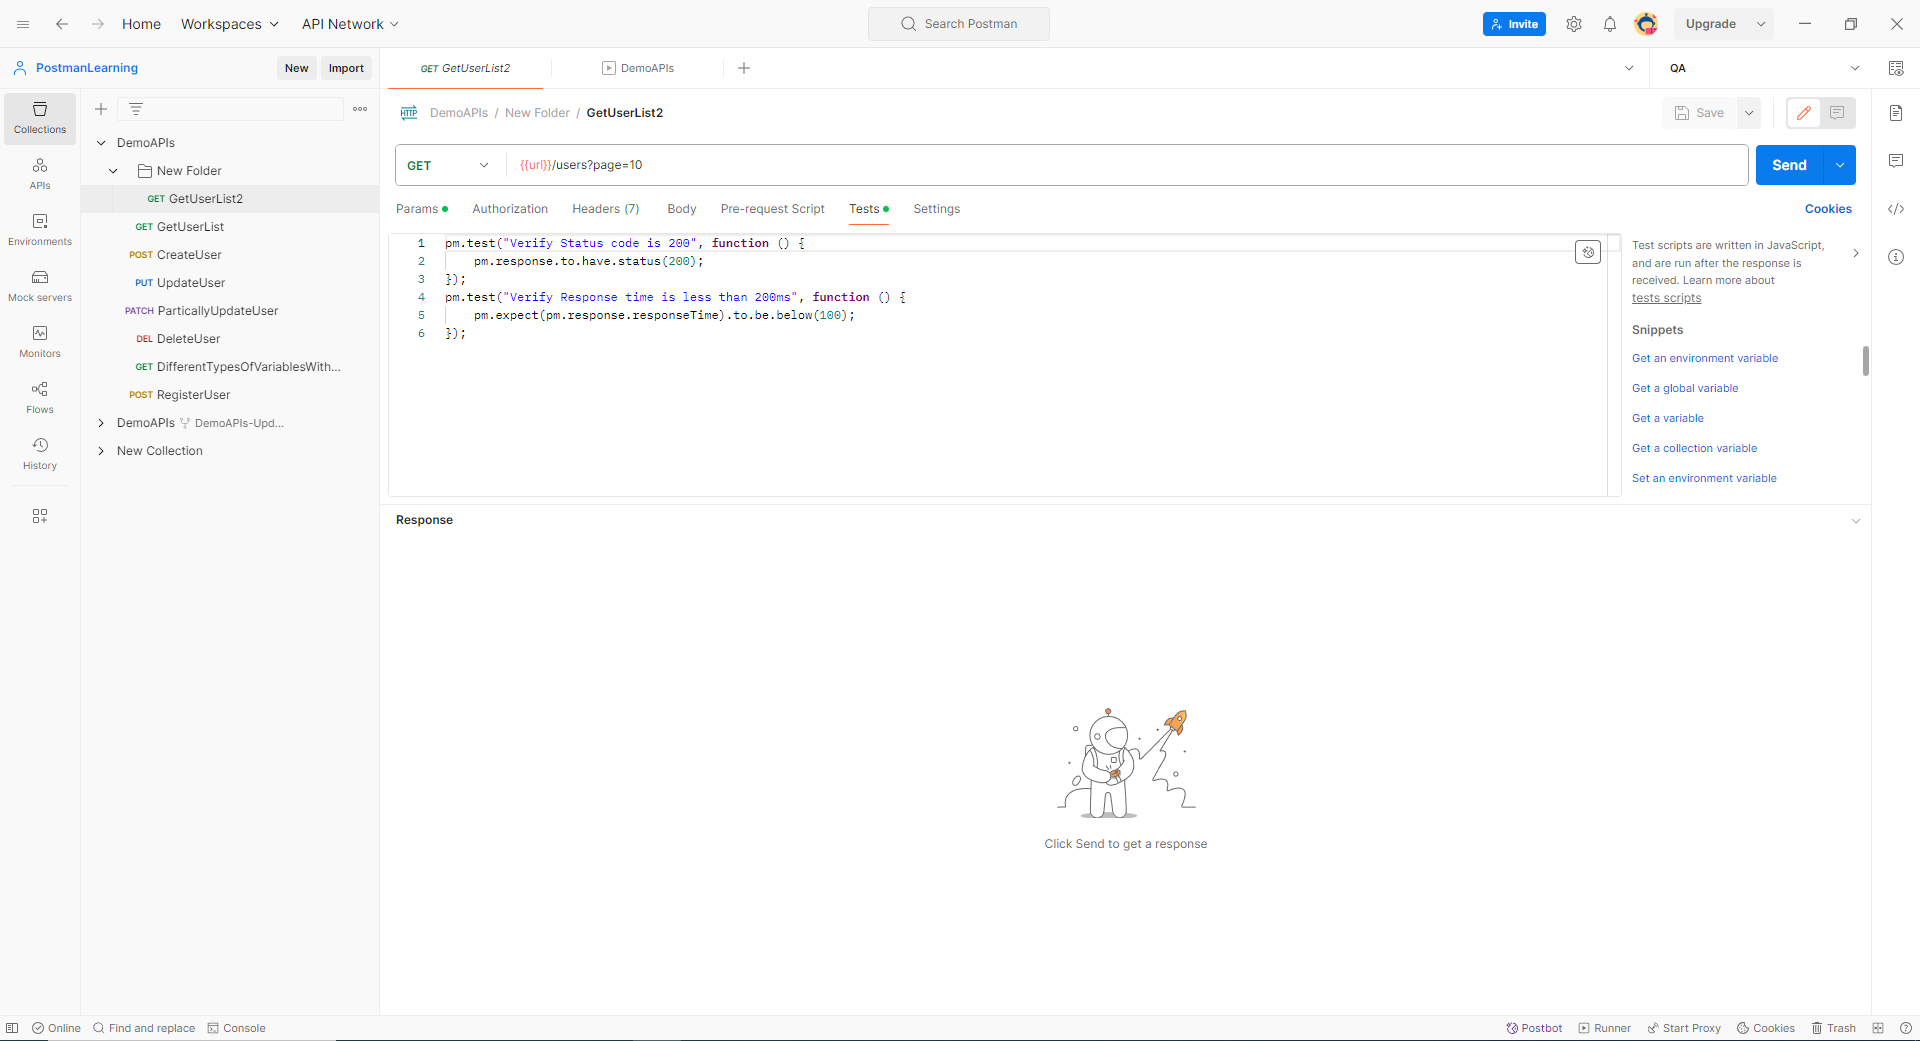 Home Workspaces API Network Search Postman Invite Upgrade
PostmanLearning New Import GET GetUserList2 DemoAPIs QA
Collections
APIs
Environments
Mock servers
Monitors
Flows
History
DemoAPIs
New Folder
GET GetUserList2
GET GetUserList
POST CreateUser
PUT UpdateUser
PATCH ParticallyUpdateUser
DEL DeleteUser
GET DifferentTypesOfVariablesWith...
POST RegisterUser
DemoAPIs DemoAPIs-Upd...
New Collection
HTTP DemoAPIs / New Folder / GetUserList2 Save
GET {{url}}/users?page=10 Send
Params Authorization Headers (7) Body Pre-request Script Tests Settings Cookies
1 pm.test("Verify Status code is 200", function () {
2 pm.response.to.have.status(200);
3 });
4 pm.test("Verify Response time is less than 200ms", function () {
5 pm.expect(pm.response.responseTime).to.be.below(100);
6 });
Test scripts are written in JavaScript,
and are run after the response is
received. Learn more about
tests scripts
Snippets
Get an environment variable
Get a global variable
Get a variable
Get a collection variable
Set an environment variable
Response
Click Send to get a response
Online Find and replace Console Postbot Runner Start Proxy Cookies Trash